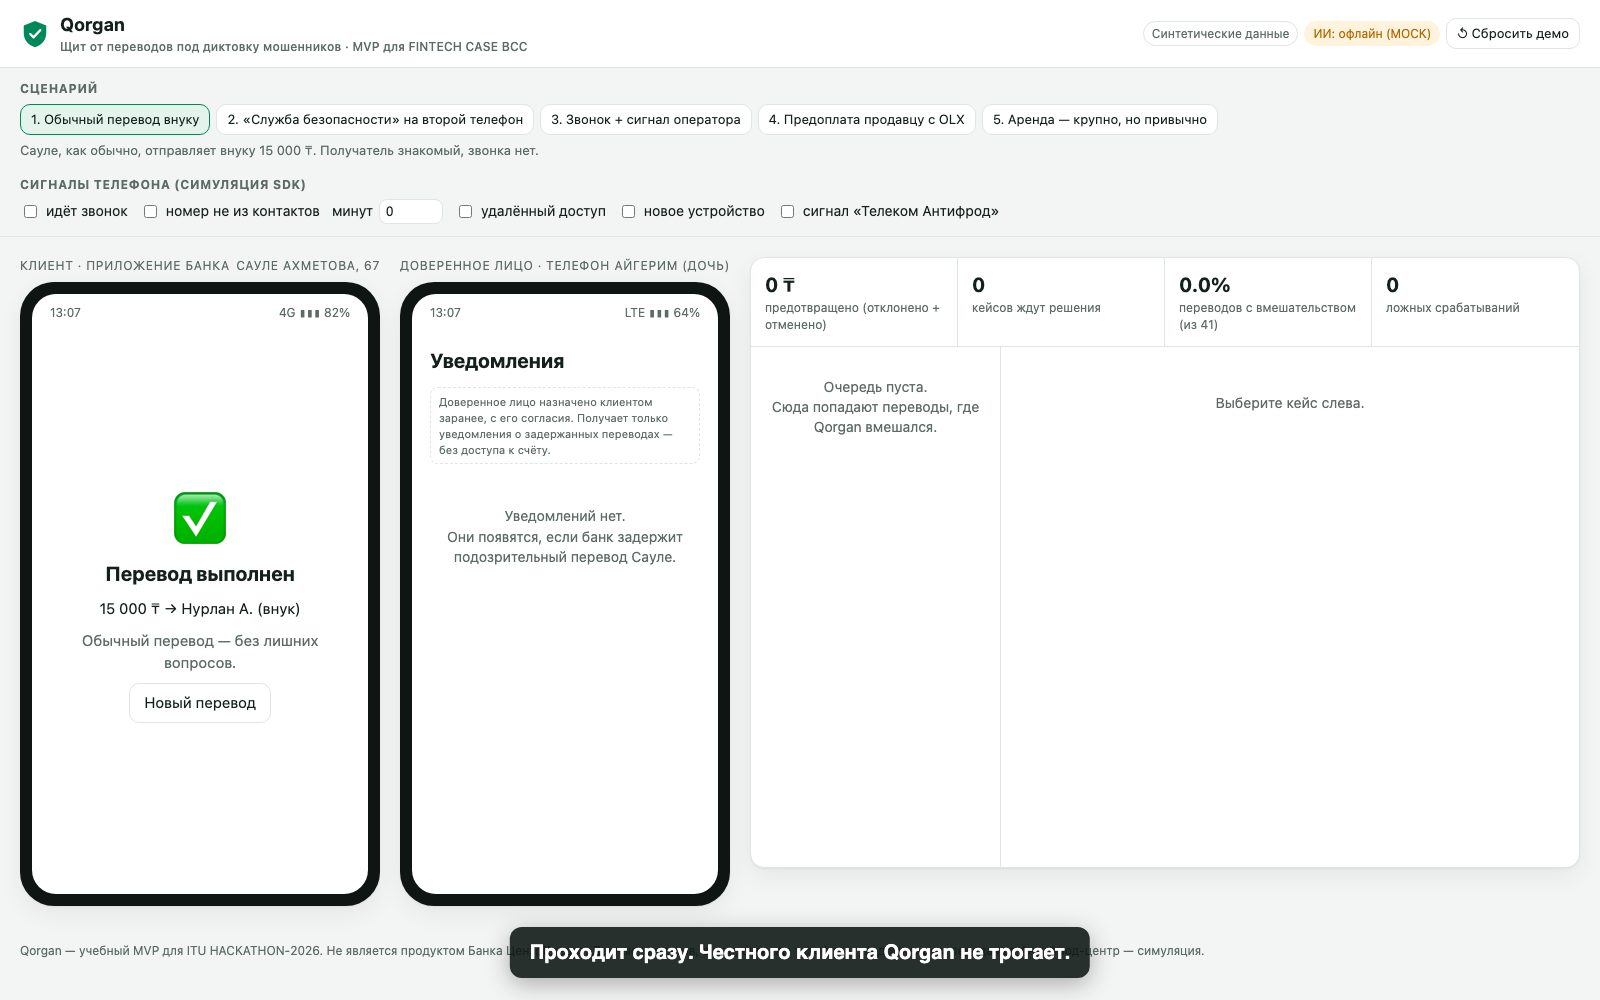 Qorgan
Щит от переводов под диктовку мошенников · MVP для FINTECH CASE BCC
Синтетические данные
ИИ: офлайн (МОСК)
↺ Сбросить демо
СЦЕНАРИЙ
1. Обычный перевод внуку
2. «Служба безопасности» на второй телефон
3. Звонок + сигнал оператора
4. Предоплата продавцу с OLX
5. Аренда — крупно, но привычно
Сауле, как обычно, отправляет внуку 15 000 ₸. Получатель знакомый, звонка нет.
СИГНАЛЫ ТЕЛЕФОНА (СИМУЛЯЦИЯ SDK)
идёт звонок
номер не из контактов
минут 0
удалённый доступ
новое устройство
сигнал «Телеком Антифрод»
КЛИЕНТ · ПРИЛОЖЕНИЕ БАНКА САУЛЕ АХМЕТОВА, 67
13:07
4G 82%
✅
Перевод выполнен
15 000 ₸ → Нурлан А. (внук)
Обычный перевод — без лишних
вопросов.
Новый перевод
ДОВЕРЕННОЕ ЛИЦО · ТЕЛЕФОН АЙГЕРИМ (ДОЧЬ)
13:07
LTE 64%
Уведомления
Доверенное лицо назначено клиентом
заранее, с его согласия. Получает только
уведомления о задержанных переводах —
без доступа к счёту.
Уведомлений нет.
Они появятся, если банк задержит
подозрительный перевод Сауле.
0 ₸
предотвращено (отклонено +
отменено)
0
кейсов ждут решения
0.0%
переводов с вмешательством
(из 41)
0
ложных срабатываний
Очередь пуста.
Сюда попадают переводы, где
Qorgan вмешался.
Выберите кейс слева.
Qorgan — учебный MVP для ITU HACKATHON-2026. Не является продуктом Банка
центр — симуляция.
Проходит сразу. Честного клиента Qorgan не трогает.